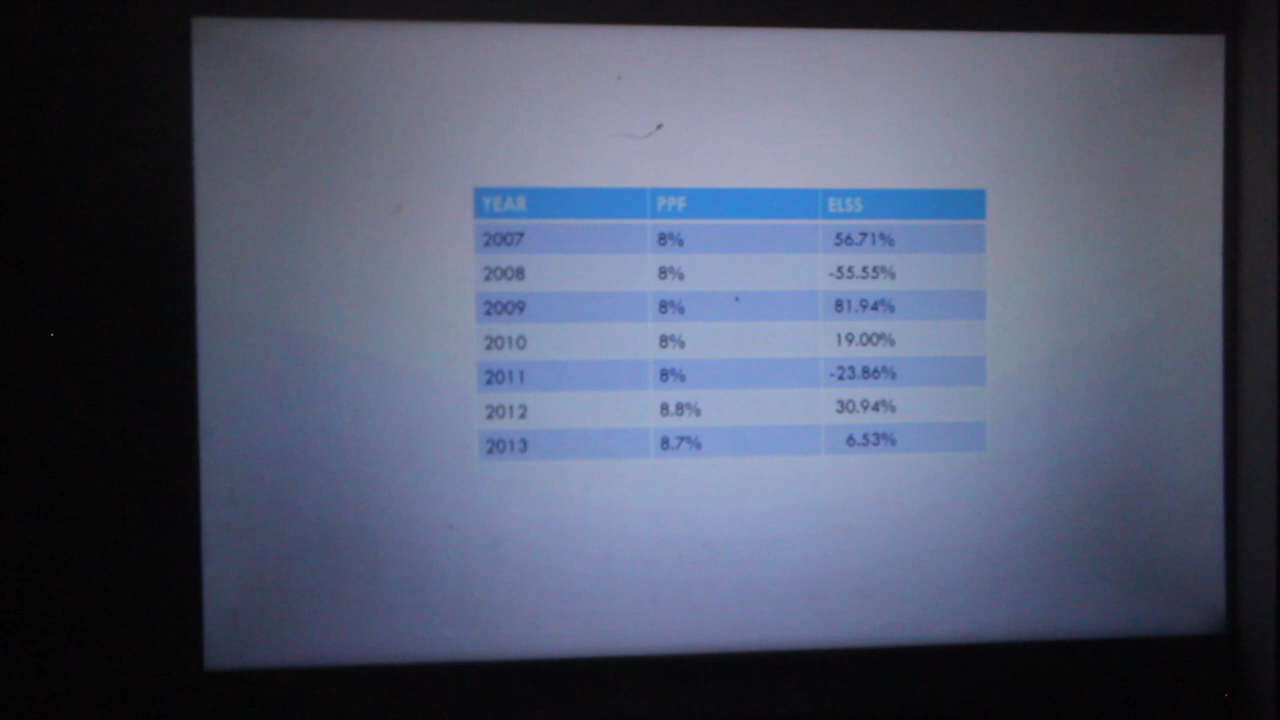 YEAR PPF ELSS
2007 8% 56.71%
2008 8% -55.55%
2009 8% 81.94%
2010 8% 19.00%
2011 8% -23.86%
2012 8.8% 30.94%
2013 8.7% 6.53%